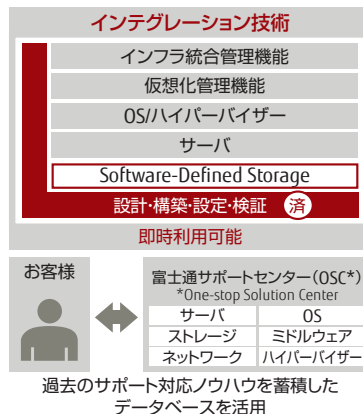 インテグレーション技術
インフラ統合管理機能
仮想化管理機能
OS/ハイパーバイザー
サーバ
Software-Defined Storage
設計・構築・設定・検証 済
即時利用可能
お客様
富士通サポートセンター(OSC*)
*One-stop Solution Center
サーバ OS
ストレージ ミドルウェア
ネットワーク ハイパーバイザー
過去のサポート対応ノウハウを蓄積した
データベースを活用